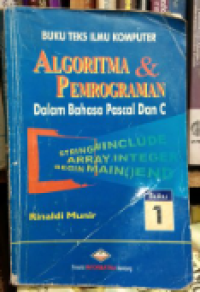 BUKU TEKS ILMU KOMPUTER
ALGORITMA &
PEMROGRAMAN
Dalam Bahasa Pascal Dan C
STRING#INCLUDE
ARRAY INTEGER
BEGIN MAIN()END
BUKU
1
Rinaldi Munir